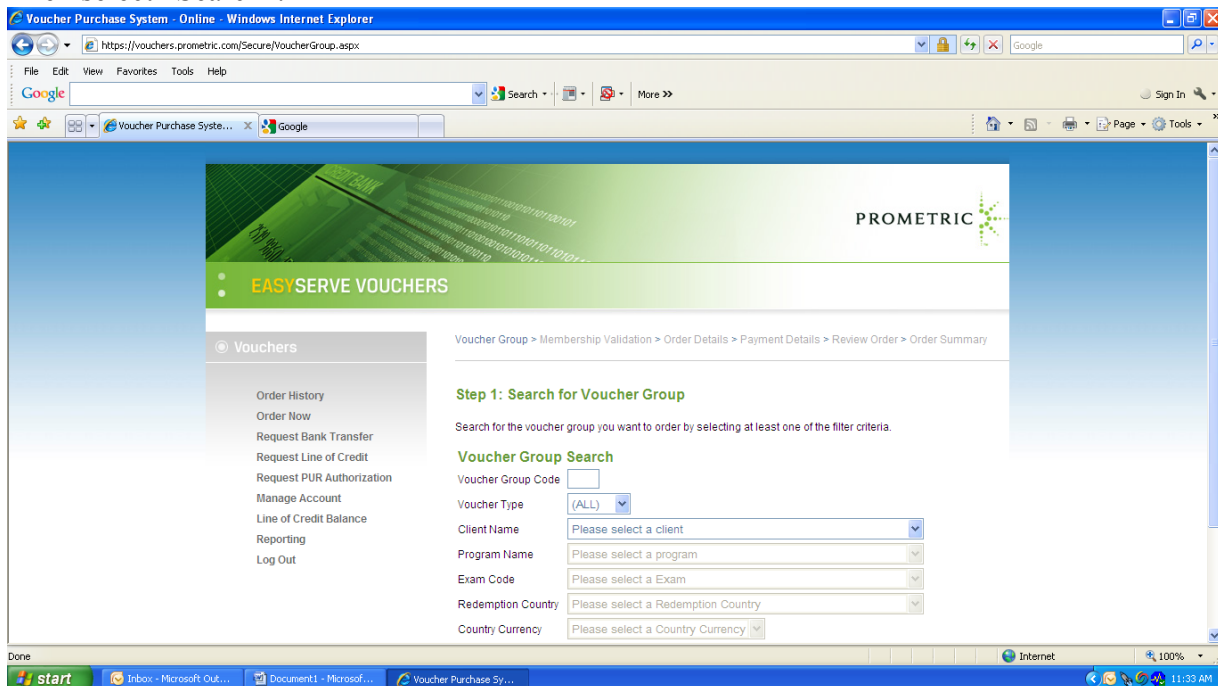 Voucher Purchase System - Online - Windows Internet Explorer
https://vouchers.prometric.com/Secure/VoucherGroup.aspx
Google
File Edit View Favorites Tools Help
Google Search More >> Sign In
Voucher Purchase Syste... Google Page Tools
CREDIT BANK
PROMETRIC
EASYSERVE VOUCHERS
Vouchers
Order History
Order Now
Request Bank Transfer
Request Line of Credit
Request PUR Authorization
Manage Account
Line of Credit Balance
Reporting
Log Out
Voucher Group > Membership Validation > Order Details > Payment Details > Review Order > Order Summary
Step 1: Search for Voucher Group
Search for the voucher group you want to order by selecting at least one of the filter criteria.
Voucher Group Search
Voucher Group Code
Voucher Type (ALL)
Client Name Please select a client
Program Name Please select a program
Exam Code Please select a Exam
Redemption Country Please select a Redemption Country
Country Currency Please select a Country Currency
Done Internet 100%
start Inbox - Microsoft Out... Document1 - Microsof... Voucher Purchase Sy... 11:33 AM